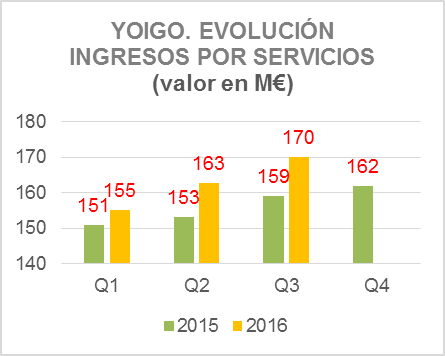 YOIGO. EVOLUCIÓN
INGRESOS POR SERVICIOS
(valor en M€)
180
170
160
150
140
151
155
153
163
159
170
162
Q1
Q2
Q3
Q4
2015
2016